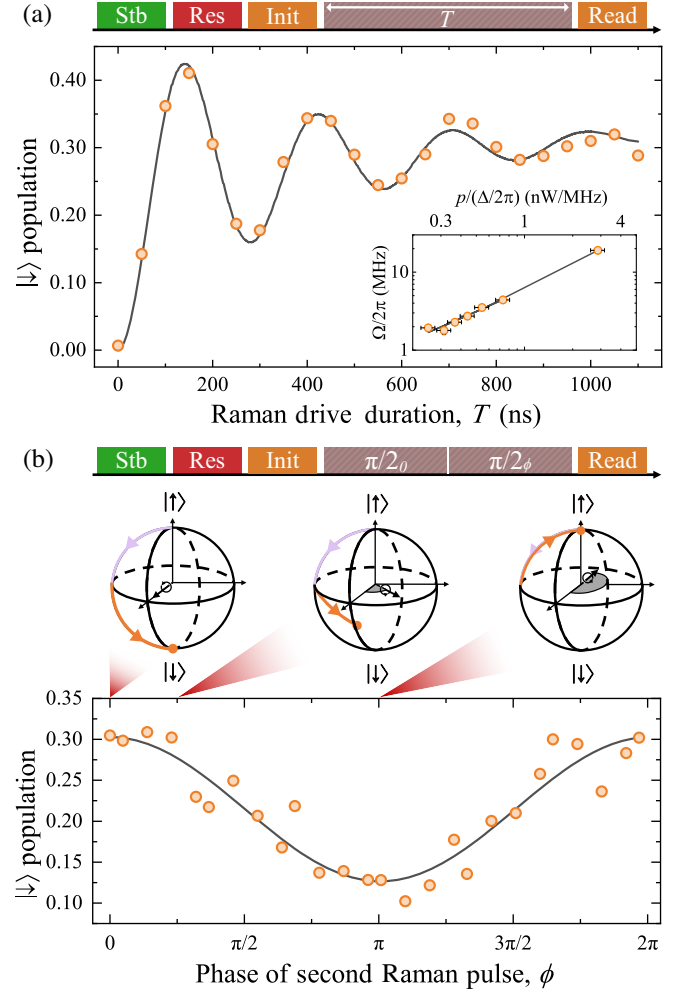 (a)
Stb Res Init T Read
0.40
0.30
0.20
0.10
0.00
|↓⟩ population
p/(Δ/2π) (nW/MHz)
0.3 1 4
10
1
Ω/2π (MHz)
0 200 400 600 800 1000
Raman drive duration, T (ns)
(b)
Stb Res Init π/2₀ π/2ᵩ Read
|↑⟩ |↑⟩ |↑⟩
|↓⟩ |↓⟩ |↓⟩
0.35
0.30
0.25
0.20
0.15
0.10
|↓⟩ population
0 π/2 π 3π/2 2π
Phase of second Raman pulse, ϕ